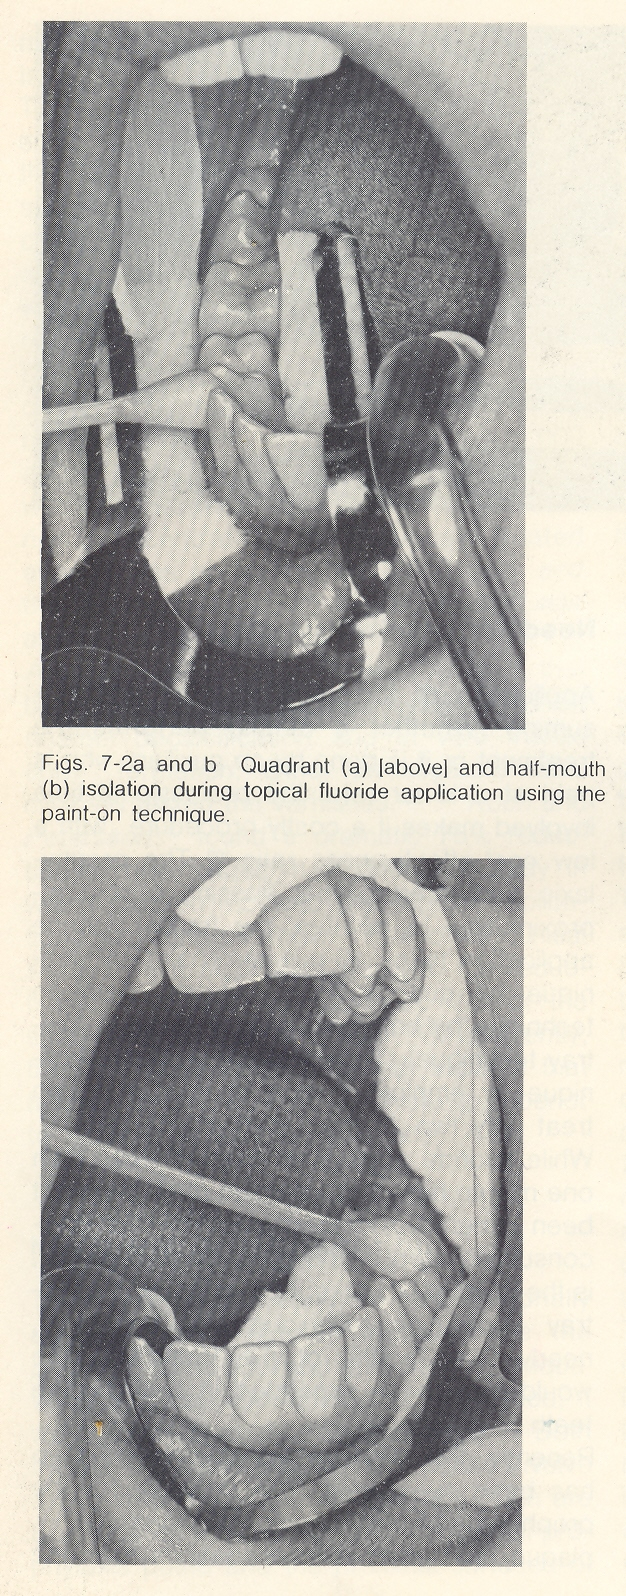 Figs. 7-2a and b Quadrant (a) [above] and half-mouth
(b) isolation during topical fluoride application using the
paint-on technique.